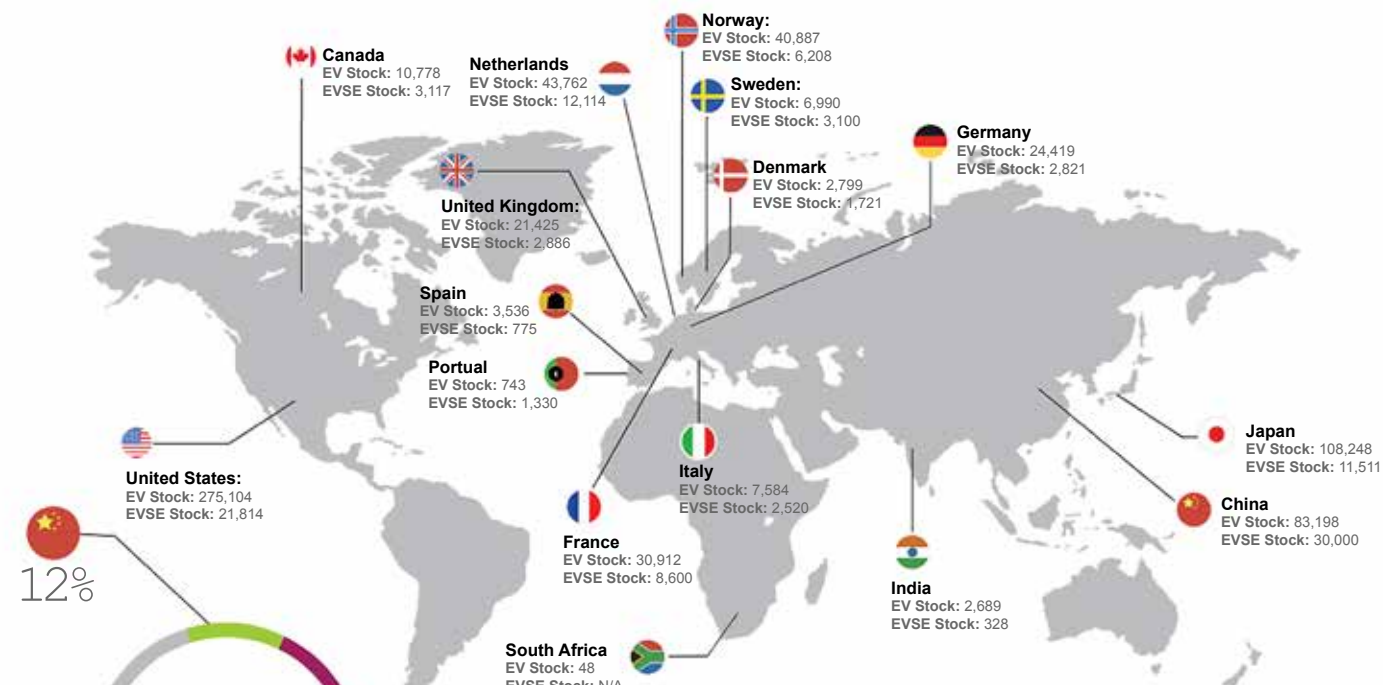 Norway:
EV Stock: 40,887
EVSE Stock: 6,208
Canada
EV Stock: 10,778
EVSE Stock: 3,117
Netherlands
EV Stock: 43,762
EVSE Stock: 12,114
Sweden:
EV Stock: 6,990
EVSE Stock: 3,100
Germany
EV Stock: 24,419
EVSE Stock: 2,821
Denmark
EV Stock: 2,799
EVSE Stock: 1,721
United Kingdom:
EV Stock: 21,425
EVSE Stock: 2,886
Spain
EV Stock: 3,536
EVSE Stock: 775
Portual
EV Stock: 743
EVSE Stock: 1,330
Japan
EV Stock: 108,248
EVSE Stock: 11,511
Italy
EV Stock: 7,584
EVSE Stock: 2,520
United States:
EV Stock: 275,104
EVSE Stock: 21,814
China
EV Stock: 83,198
EVSE Stock: 30,000
France
EV Stock: 30,912
EVSE Stock: 8,600
12%
India
EV Stock: 2,689
EVSE Stock: 328
South Africa
EV Stock: 48
EVSE Stock: N/A